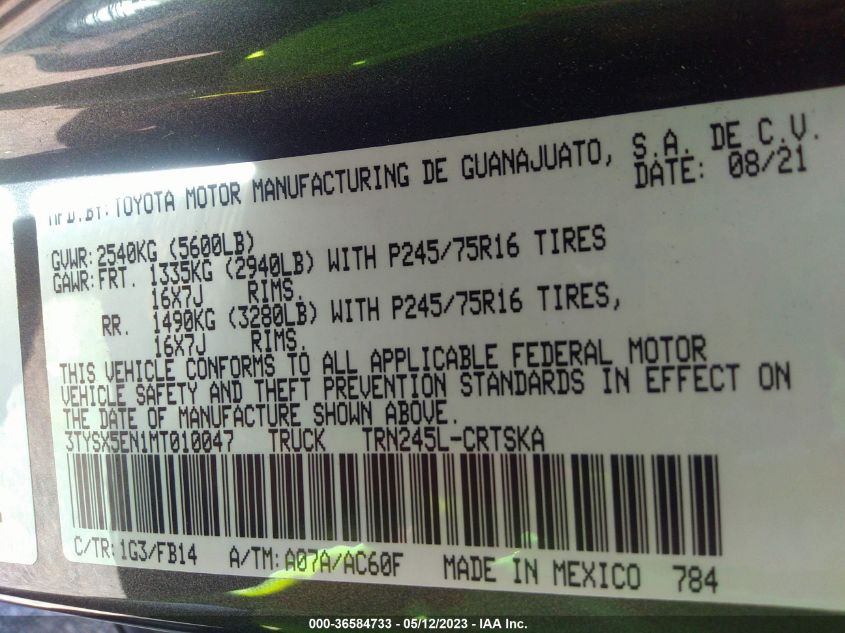 MFD.BY:TOYOTA MOTOR MANUFACTURING DE GUANAJUATO, S.A. DE C.V.
DATE: 08/21
GVWR:2540KG (5600LB)
GAWR:FRT. 1335KG (2940LB) WITH P245/75R16 TIRES
16X7J RIMS.
RR. 1490KG (3280LB) WITH P245/75R16 TIRES,
16X7J RIMS.
THIS VEHICLE CONFORMS TO ALL APPLICABLE FEDERAL MOTOR
VEHICLE SAFETY AND THEFT PREVENTION STANDARDS IN EFFECT ON
THE DATE OF MANUFACTURE SHOWN ABOVE.
3TYSX5EN1MT010047 TRUCK TRN245L-CRTSKA
C/TR:1G3/FB14 A/TM:A07A/AC60F MADE IN MEXICO 784
000-36584733 - 05/12/2023 - IAA Inc.